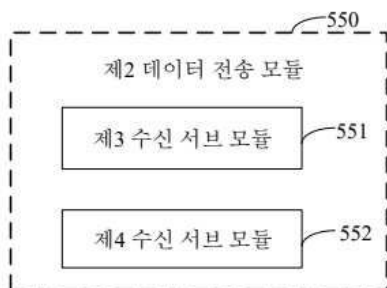 550
제2 데이터 전송 모듈
제3 수신 서브 모듈
551
제4 수신 서브 모듈
552